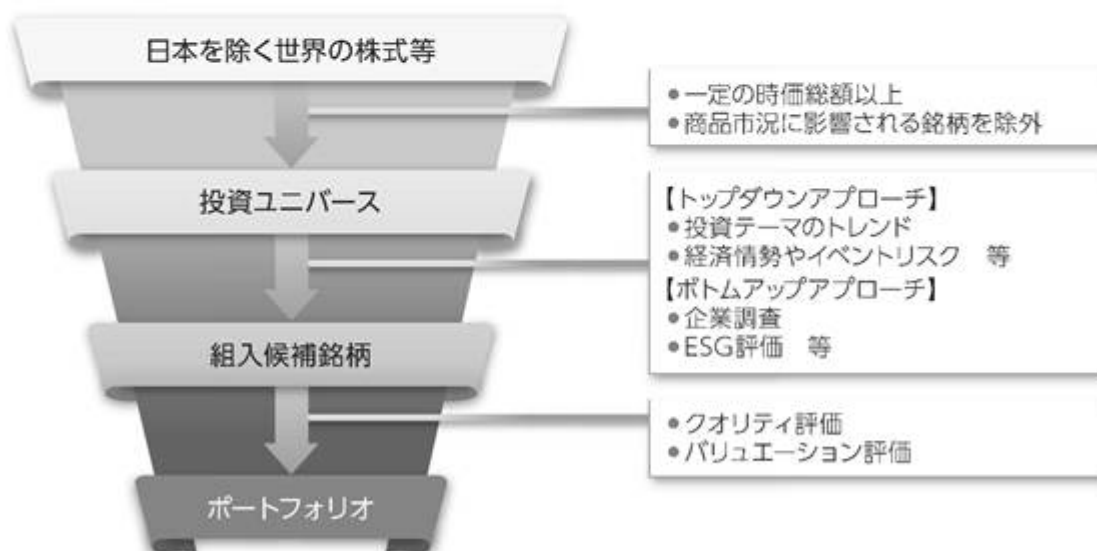 日本を除く世界の株式等
●一定の時価総額以上
●商品市況に影響される銘柄を除外
投資ユニバース
【トップダウンアプローチ】
●投資テーマのトレンド
●経済情勢やイベントリスク　等
【ボトムアップアプローチ】
●企業調査
●ESG評価　等
組入候補銘柄
●クオリティ評価
●バリュエーション評価
ポートフォリオ